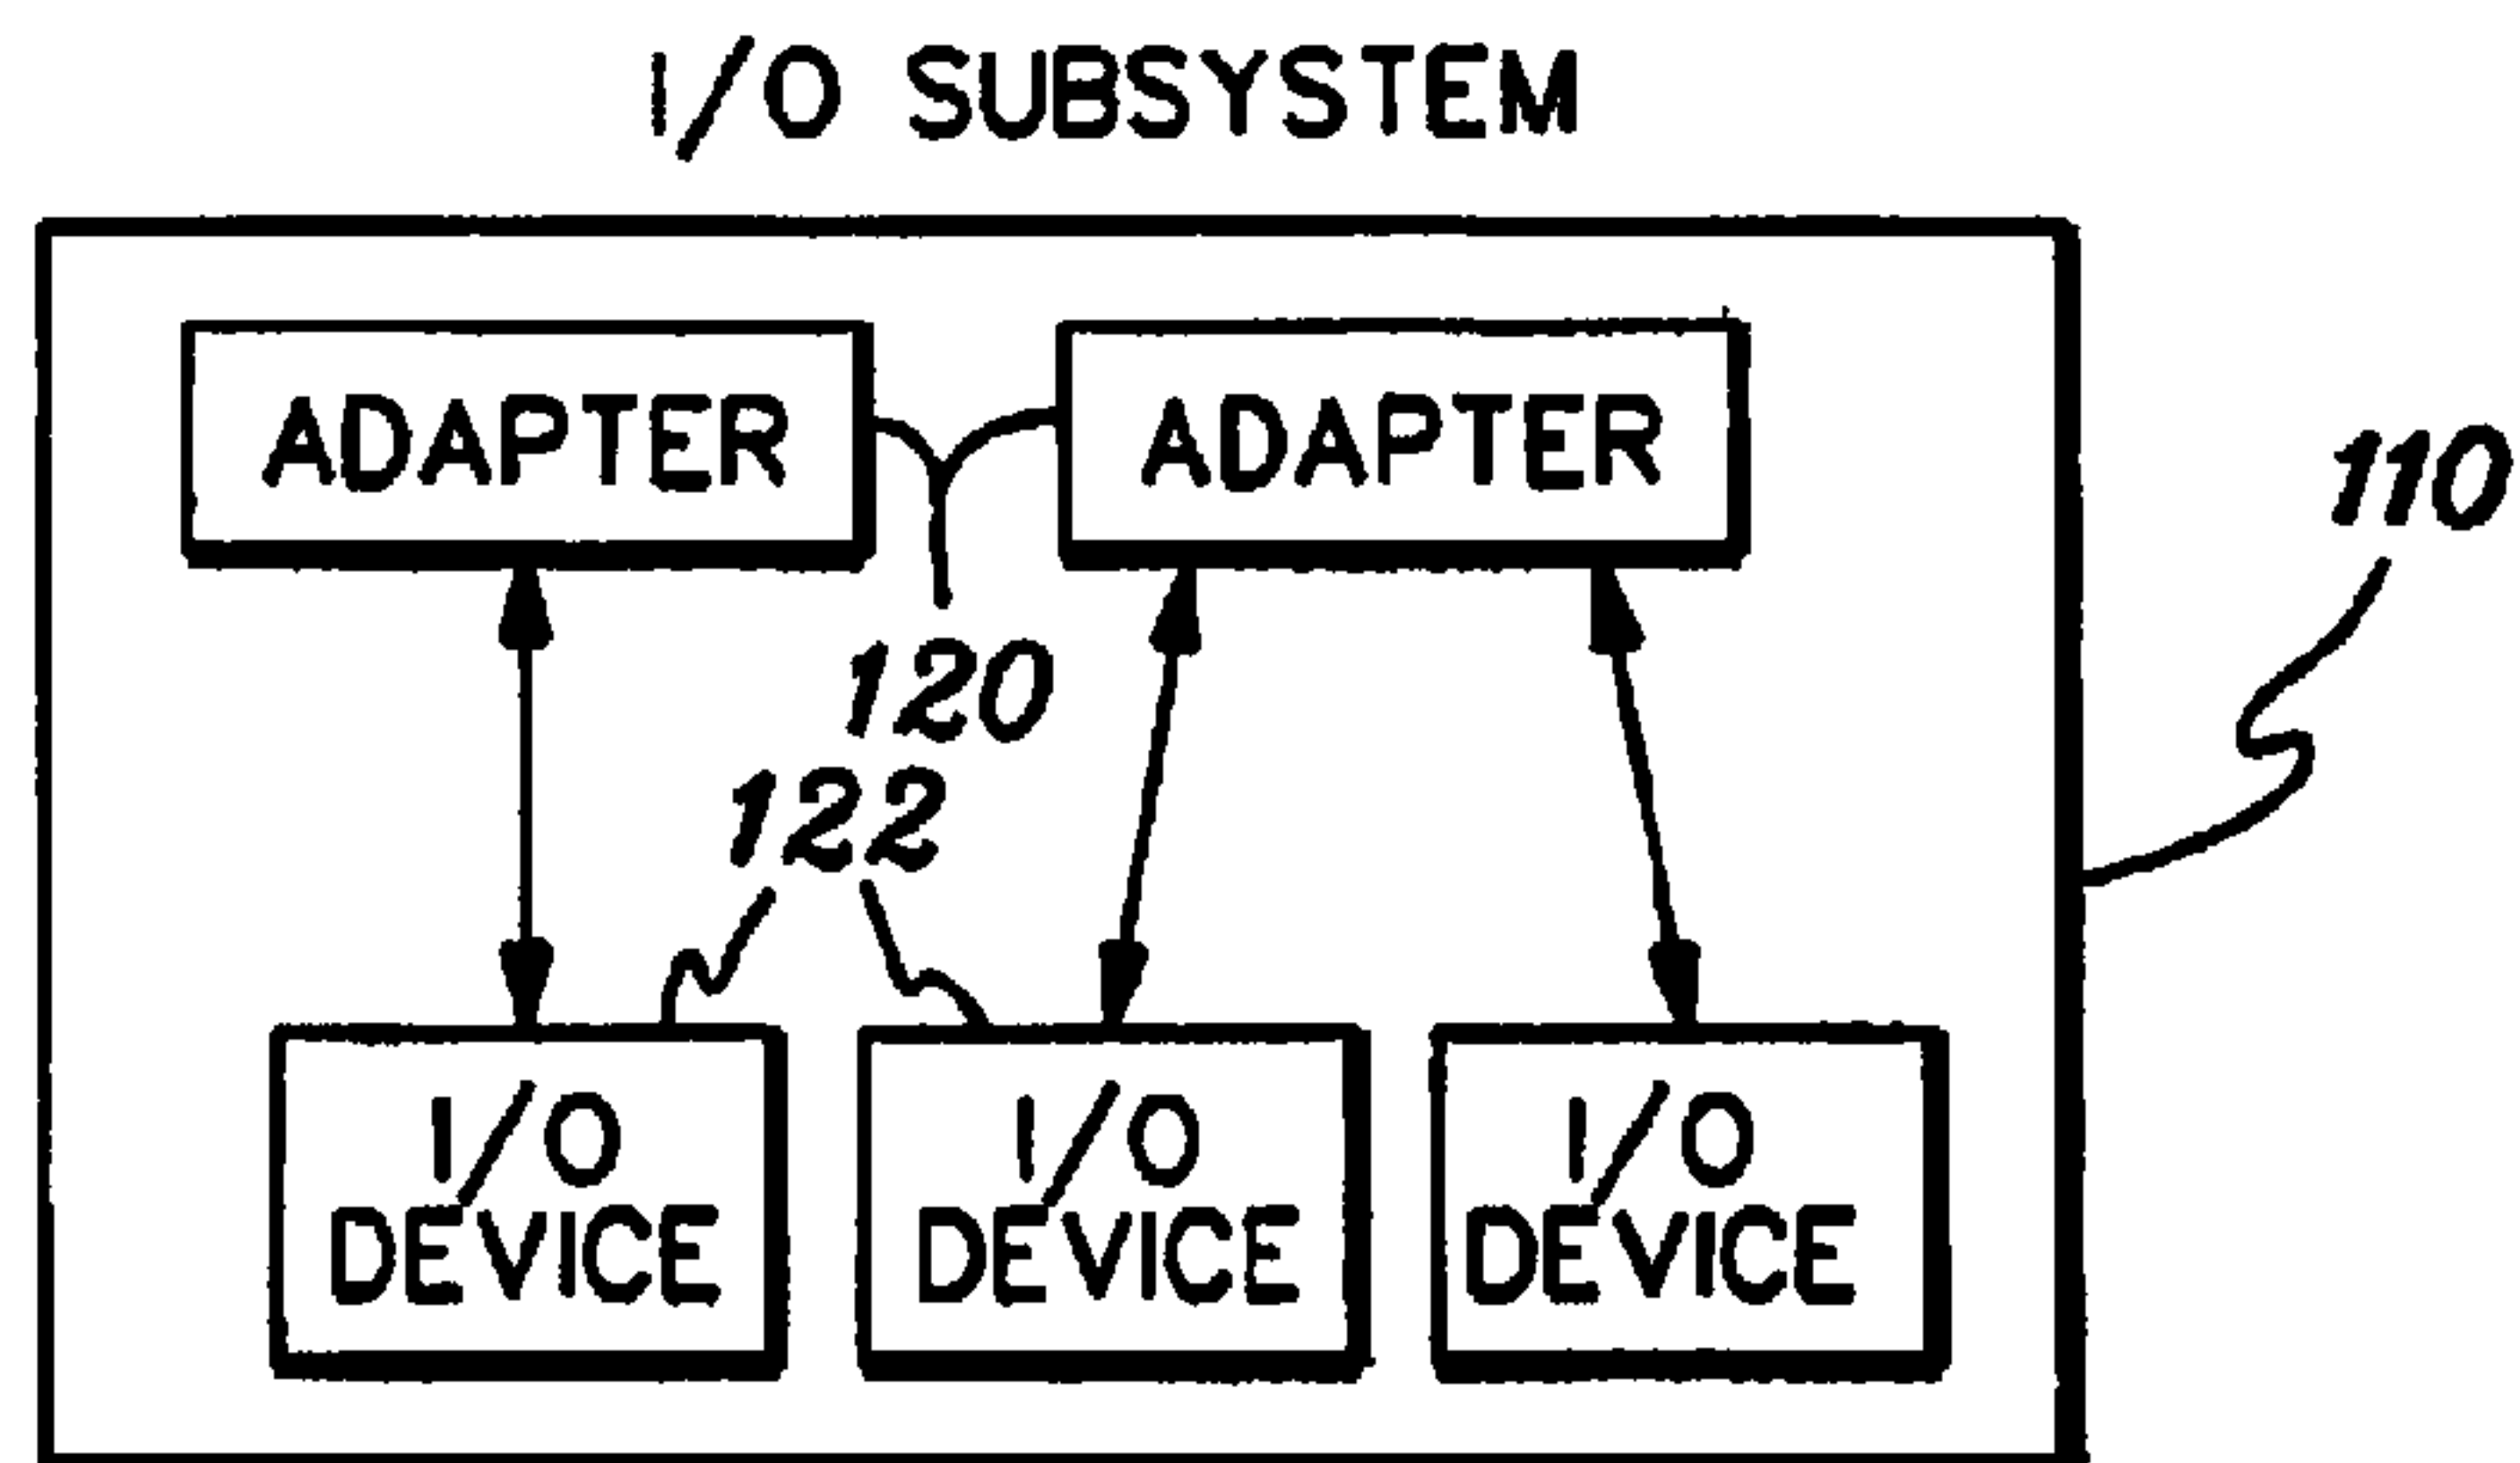 I/O SUBSYSTEM
ADAPTER
ADAPTER
110
120
122
I/O
DEVICE
I/O
DEVICE
I/O
DEVICE